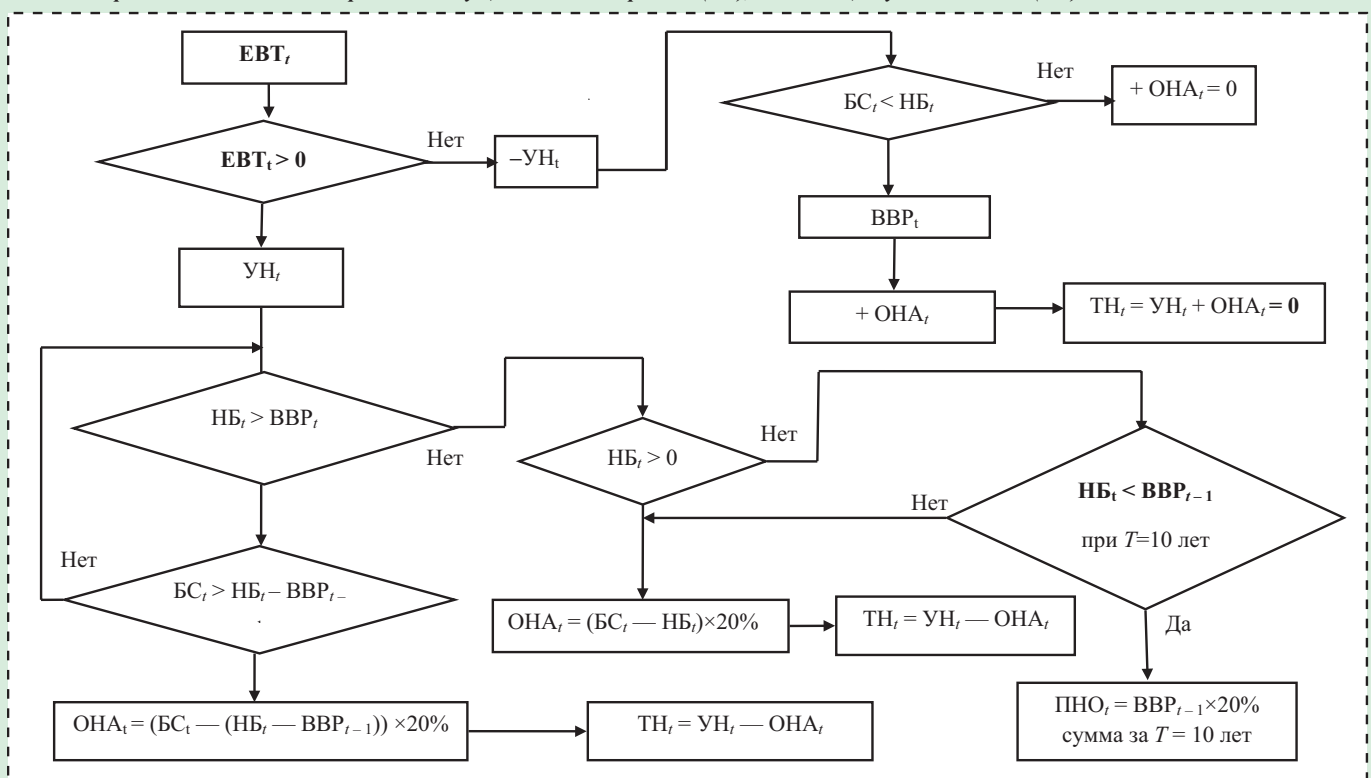 EBTₜ
EBTₜ > 0
Нет
–УНₜ
БСₜ < НБₜ
Нет
+ ОНАₜ = 0
ВВРₜ
+ ОНАₜ
ТНₜ = УНₜ + ОНАₜ = 0
УНₜ
НБₜ > ВВРₜ
Нет
НБₜ > 0
Нет
НБₜ < ВВРₜ₋₁
при T=10 лет
Нет
Да
Нет
БСₜ > НБₜ – ВВРₜ₋
ОНАₜ = (БСₜ — НБₜ)×20%
ТНₜ = УНₜ — ОНАₜ
ОНАₜ = (БСₜ — (НБₜ — ВВРₜ₋₁)) ×20%
ТНₜ = УНₜ — ОНАₜ
ПНОₜ = ВВРₜ₋₁×20%
сумма за T = 10 лет